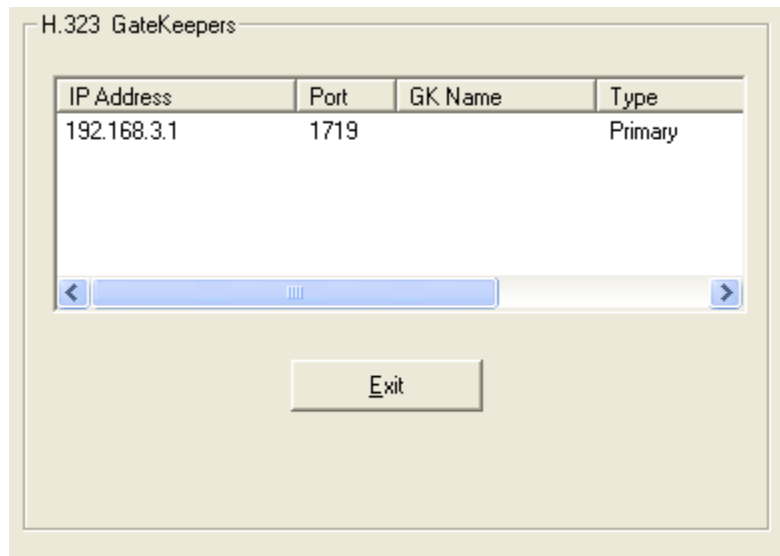 H.323 GateKeepers
IP Address Port GK Name Type
192.168.3.1 1719 Primary
Exit